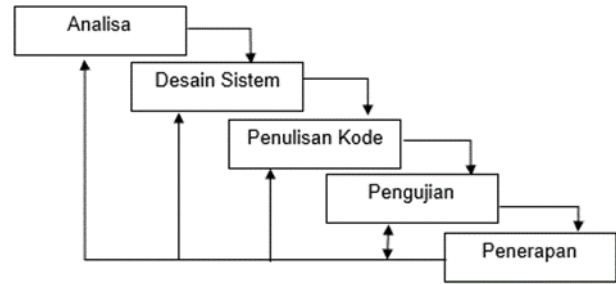 Analisa
Desain Sistem
Penulisan Kode
Pengujian
Penerapan